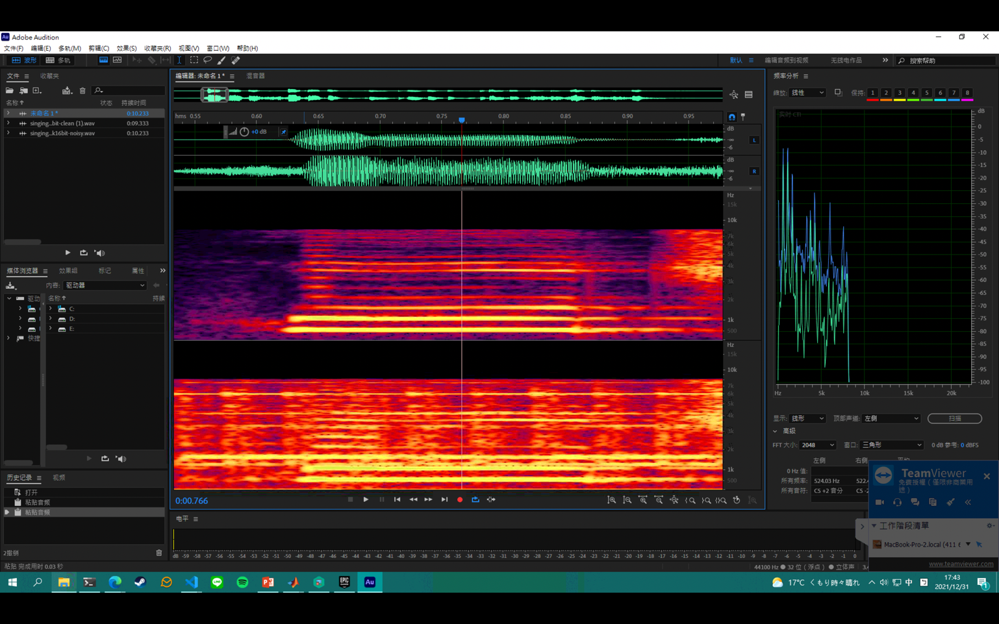 Au Adobe Audition
文件(F) 编辑(E) 多轨(M) 剪辑(C) 效果(S) 收藏夹(R) 视图(V) 窗口(W) 帮助(H)
波形 多轨 默认 编辑音频到视频 无线电作品 搜索帮助
文件 收藏夹
名称 状态 持续时间
未命名 1 * 0:10.233
singing...bit-clean (1).wav 0:09.333
singing...k16bit-noisy.wav 0:10.233
媒体浏览器 效果组 标记 属性
内容: 驱动器
驱动 名称 持续
C:
D:
快捷 E:
历史记录 视频
打开
粘贴音频
粘贴音频
2撤销
粘贴 完成用时 0.03 秒
编辑器: 未命名 1 * 混音器
hms 0.55 0.60 0.65 0.70 0.75 0.80 0.85 0.90 0.95
+0 dB
dB
-∞
-6
L
dB
-∞
-6
R
Hz
15k
10k
7k
6k
5k
4k
3k
2k
1k
500
Hz
15k
10k
7k
6k
5k
4k
3k
2k
1k
500
0:00.766
电平
dB -59 -58 -57 -56 -55 -54 -53 -52 -51 -50 -49 -48 -47 -46 -45 -44 -43 -42 -41 -40 -39 -38 -37 -36 -35 -34 -33 -32 -31 -30 -29 -28 -27 -26 -25 -24 -23 -22 -21 -20 -19 -18 -17 -16 -15 -14 -13 -12 -11 -10 -9 -8 -7 -6 -5 -4 -3 -2 -1 0
44100 Hz 32 位 (浮点) 立体声 3.4
频率分析
缩放: 线性 保持: 1 2 3 4 5 6 7 8
实时 CTI
dB
0
-5
-10
-15
-20
-25
-30
-35
-40
-45
-50
-55
-60
-65
-70
-75
-80
-85
-90
-95
-100
Hz 5k 10k 15k 20k
显示: 线形 顶部声道: 左侧 扫描
高级
FFT 大小: 2048 窗口: 三角形 0 dB 参考: 0 dBFS
左侧 右侧 平均
0 Hz 值:
所有频率: 524.03 Hz 522.4
所有音符: C5 +2 音分 C5 -2
TeamViewer
免費授權 (僅限非商業用途)
工作階段清單
MacBook-Pro-2.local (411 6
www.teamviewer.com
LINE EPIC GAMES Au
17°C くもり時々晴れ 中 17:43
2021/12/31
1